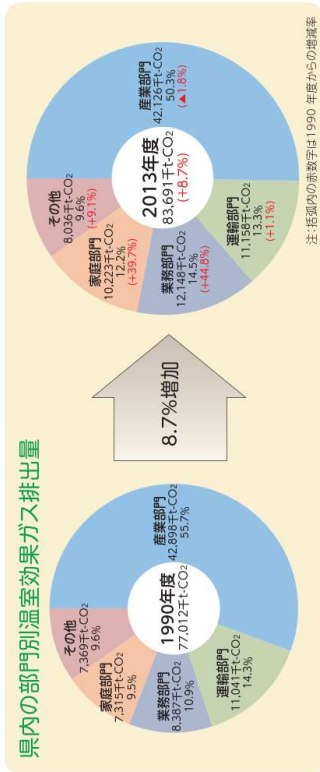 県内の部門別温室効果ガス排出量
1990年度
77,012千t-CO2
産業部門
42,898千t-CO2
55.7%
運輸部門
11,041千t-CO2
14.3%
業務部門
8,387千t-CO2
10.9%
家庭部門
7,315千t-CO2
9.5%
その他
7,369千t-CO2
9.6%
8.7%増加
2013年度
83,691千t-CO2
(+8.7%)
産業部門
42,126千t-CO2
50.3%
(▲1.8%)
運輸部門
11,158千t-CO2
13.3%
(+1.1%)
業務部門
12,148千t-CO2
14.5%
(+44.8%)
家庭部門
10,223千t-CO2
12.2%
(+39.7%)
その他
8,036千t-CO2
9.6%
(+9.1%)
注:括弧内の赤数字は1990 年度からの増減率